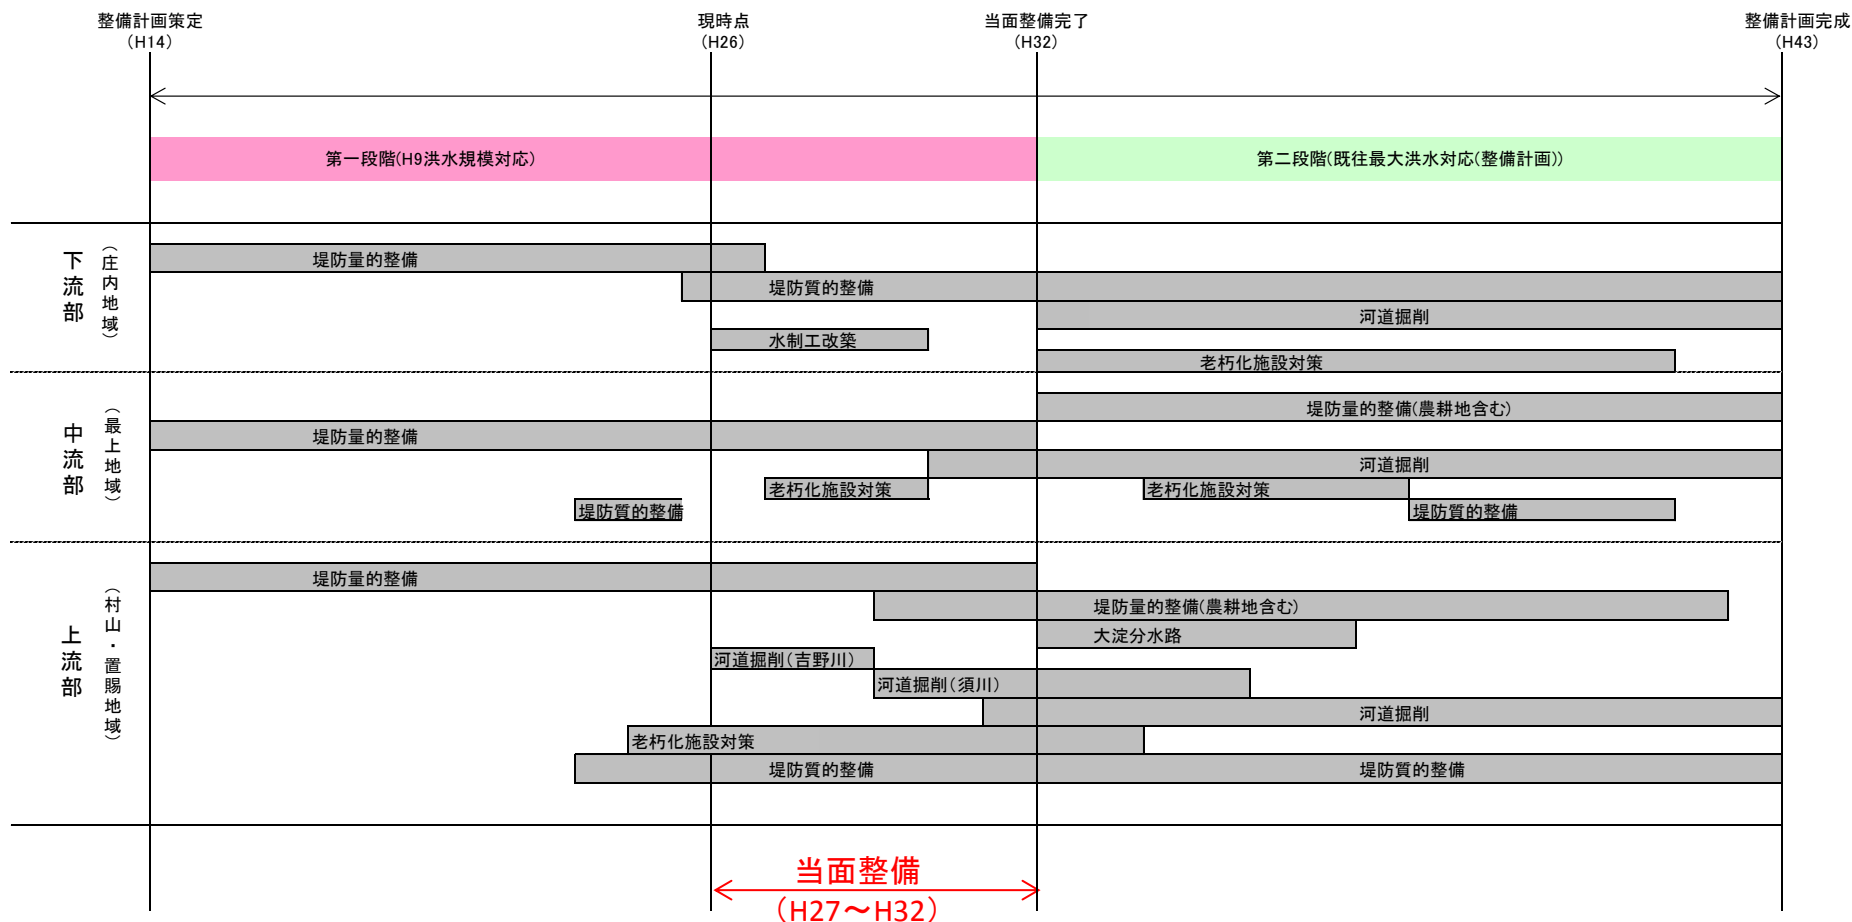 整備計画策定
(H14)
現時点
(H26)
当面整備完了
(H32)
整備計画完成
(H43)
第一段階(H9洪水規模対応)
第二段階(既往最大洪水対応(整備計画))
下流部
(庄内地域)
堤防量的整備
堤防質的整備
河道掘削
水制工改築
老朽化施設対策
中流部
(最上地域)
堤防量的整備(農耕地含む)
堤防量的整備
河道掘削
老朽化施設対策
老朽化施設対策
堤防質的整備
堤防質的整備
上流部
(村山・置賜地域)
堤防量的整備
堤防量的整備(農耕地含む)
大淀分水路
河道掘削(吉野川)
河道掘削(須川)
河道掘削
老朽化施設対策
堤防質的整備
堤防質的整備
当面整備
(H27～H32)